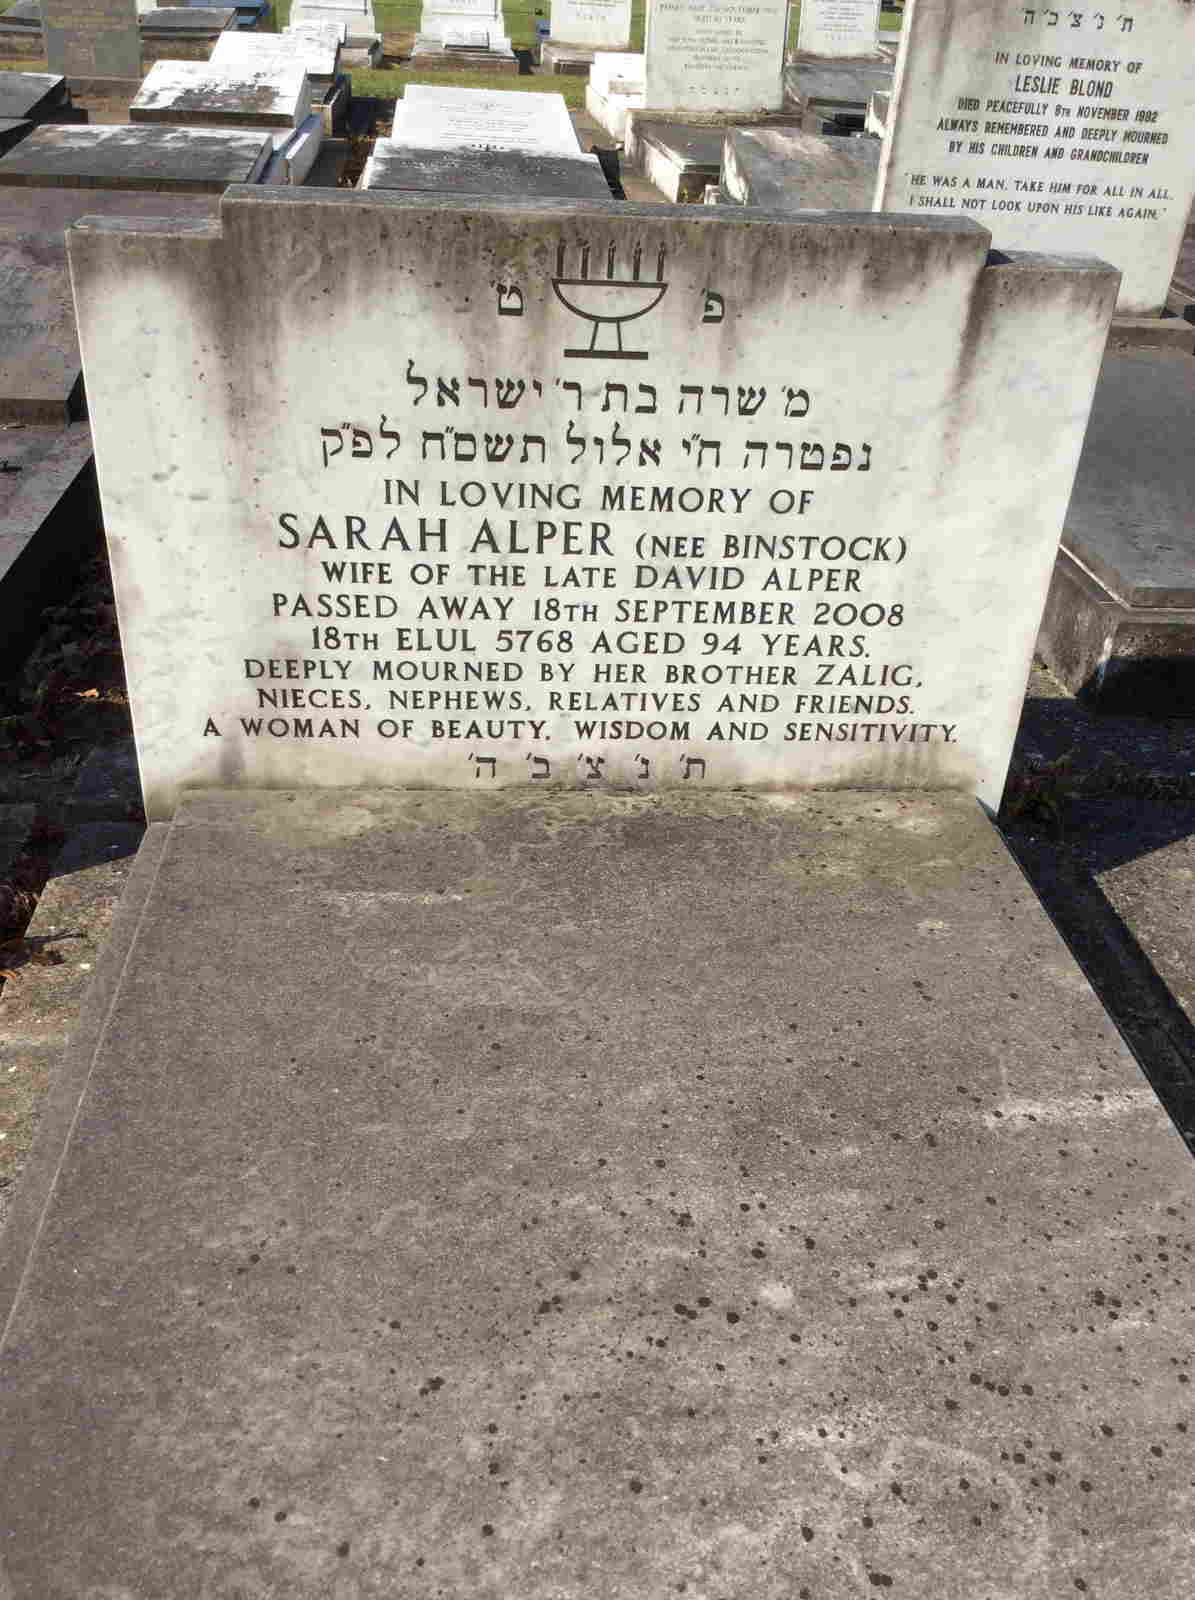 פ' ט'
מ' שרה בת ר' ישראל
נפטרה ח"י אלול תשס"ח לפ"ק
IN LOVING MEMORY OF
SARAH ALPER (NEE BINSTOCK)
WIFE OF THE LATE DAVID ALPER
PASSED AWAY 18TH SEPTEMBER 2008
18TH ELUL 5768 AGED 94 YEARS.
DEEPLY MOURNED BY HER BROTHER ZALIG,
NIECES, NEPHEWS, RELATIVES AND FRIENDS.
A WOMAN OF BEAUTY, WISDOM AND SENSITIVITY.
ת' נ' צ' ב' ה'
ת' נ' צ' ב' ה'
IN LOVING MEMORY OF
LESLIE BLOND
DIED PEACEFULLY 8TH NOVEMBER 1992
ALWAYS REMEMBERED AND DEEPLY MOURNED
BY HIS CHILDREN AND GRANDCHILDREN
"HE WAS A MAN, TAKE HIM FOR ALL IN ALL,
I SHALL NOT LOOK UPON HIS LIKE AGAIN."